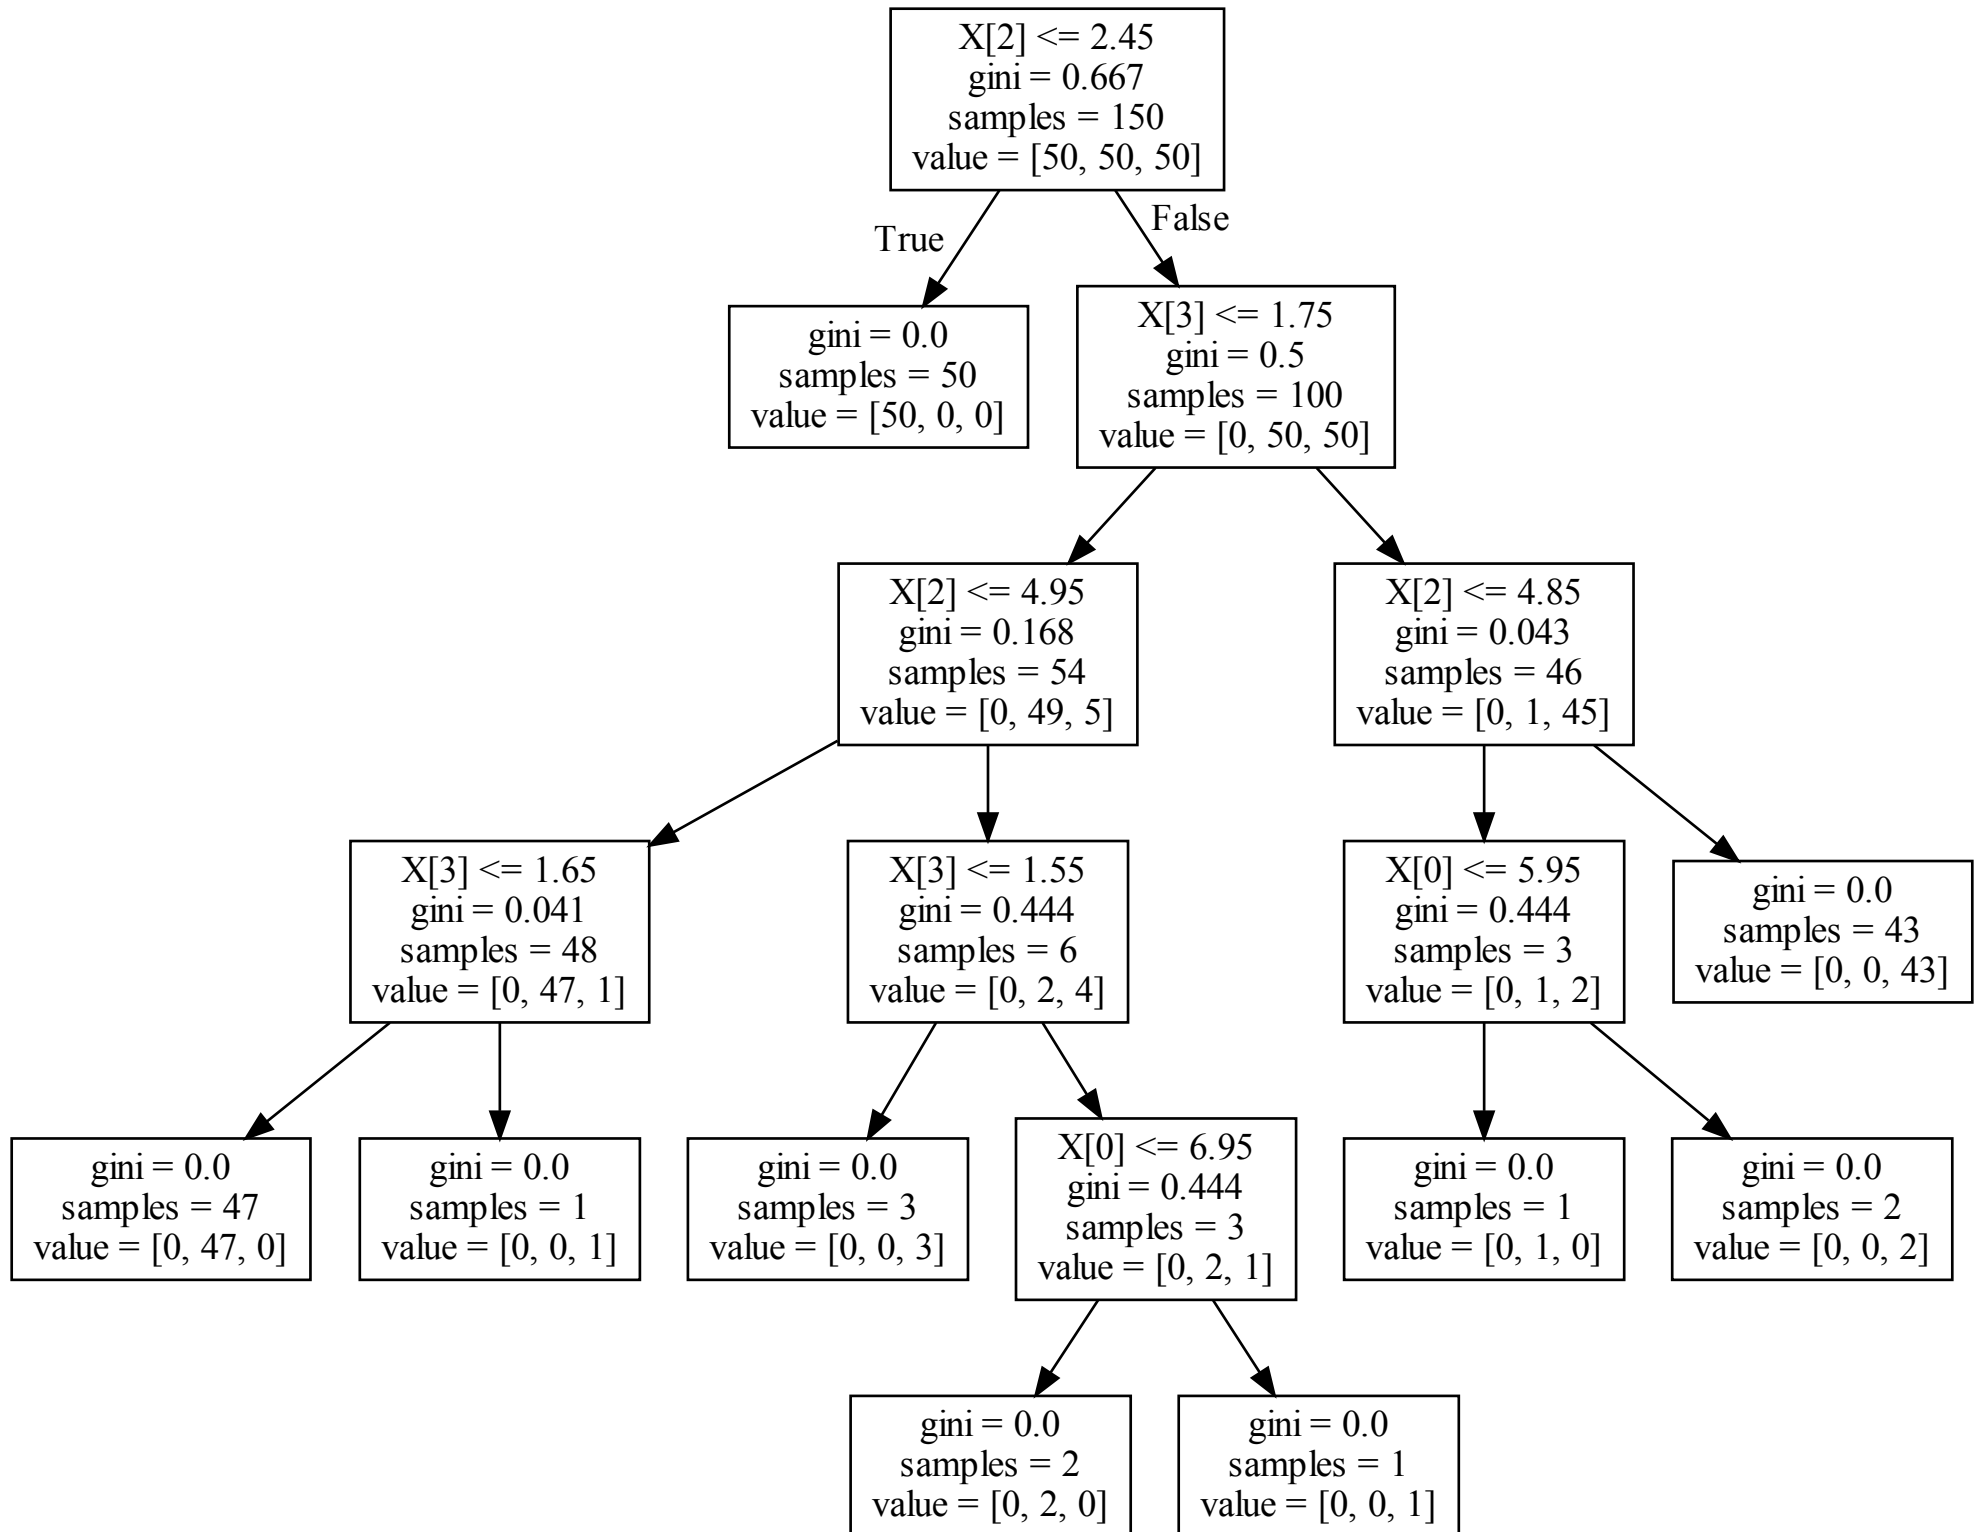 X[2] <= 2.45
gini = 0.667
samples = 150
value = [50, 50, 50]
True
False
gini = 0.0
samples = 50
value = [50, 0, 0]
X[3] <= 1.75
gini = 0.5
samples = 100
value = [0, 50, 50]
X[2] <= 4.95
gini = 0.168
samples = 54
value = [0, 49, 5]
X[2] <= 4.85
gini = 0.043
samples = 46
value = [0, 1, 45]
X[3] <= 1.65
gini = 0.041
samples = 48
value = [0, 47, 1]
X[3] <= 1.55
gini = 0.444
samples = 6
value = [0, 2, 4]
X[0] <= 5.95
gini = 0.444
samples = 3
value = [0, 1, 2]
gini = 0.0
samples = 43
value = [0, 0, 43]
gini = 0.0
samples = 47
value = [0, 47, 0]
gini = 0.0
samples = 1
value = [0, 0, 1]
gini = 0.0
samples = 3
value = [0, 0, 3]
X[0] <= 6.95
gini = 0.444
samples = 3
value = [0, 2, 1]
gini = 0.0
samples = 1
value = [0, 1, 0]
gini = 0.0
samples = 2
value = [0, 0, 2]
gini = 0.0
samples = 2
value = [0, 2, 0]
gini = 0.0
samples = 1
value = [0, 0, 1]